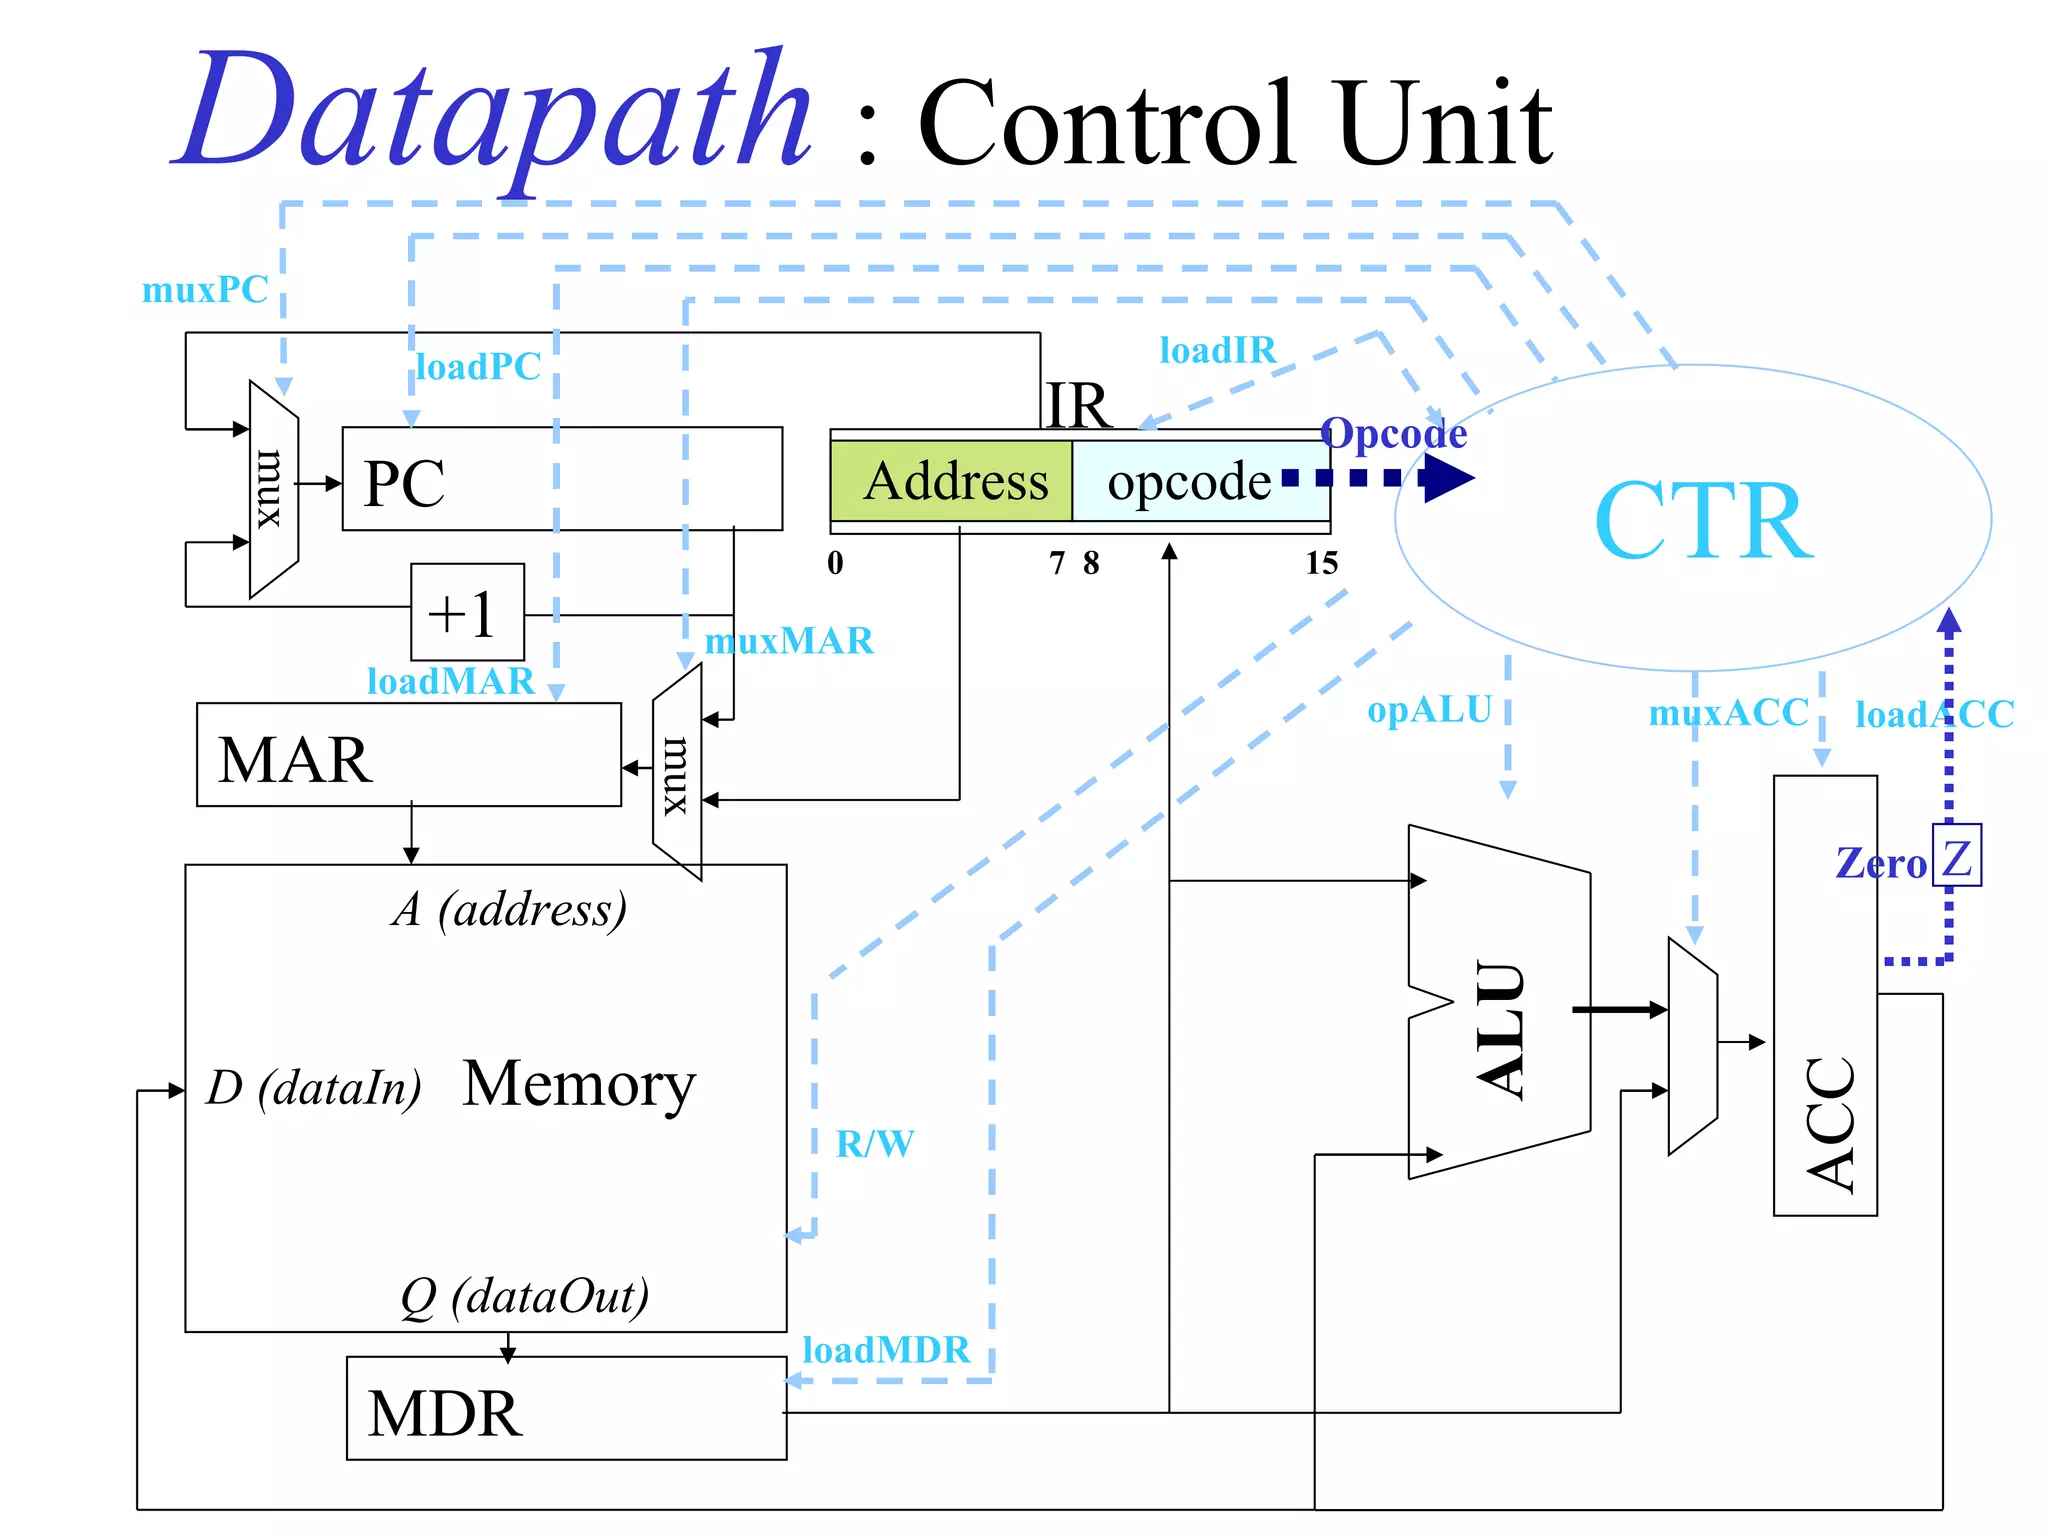 Datapath : Control Unit
muxPC
loadPC
loadIR
IR
Opcode
mux
PC
Address
opcode
CTR
0
7
8
15
+1
muxMAR
loadMAR
opALU
muxACC
loadACC
MAR
mux
Zero
Z
A (address)
ALU
D (dataIn)
Memory
ACC
R/W
Q (dataOut)
loadMDR
MDR